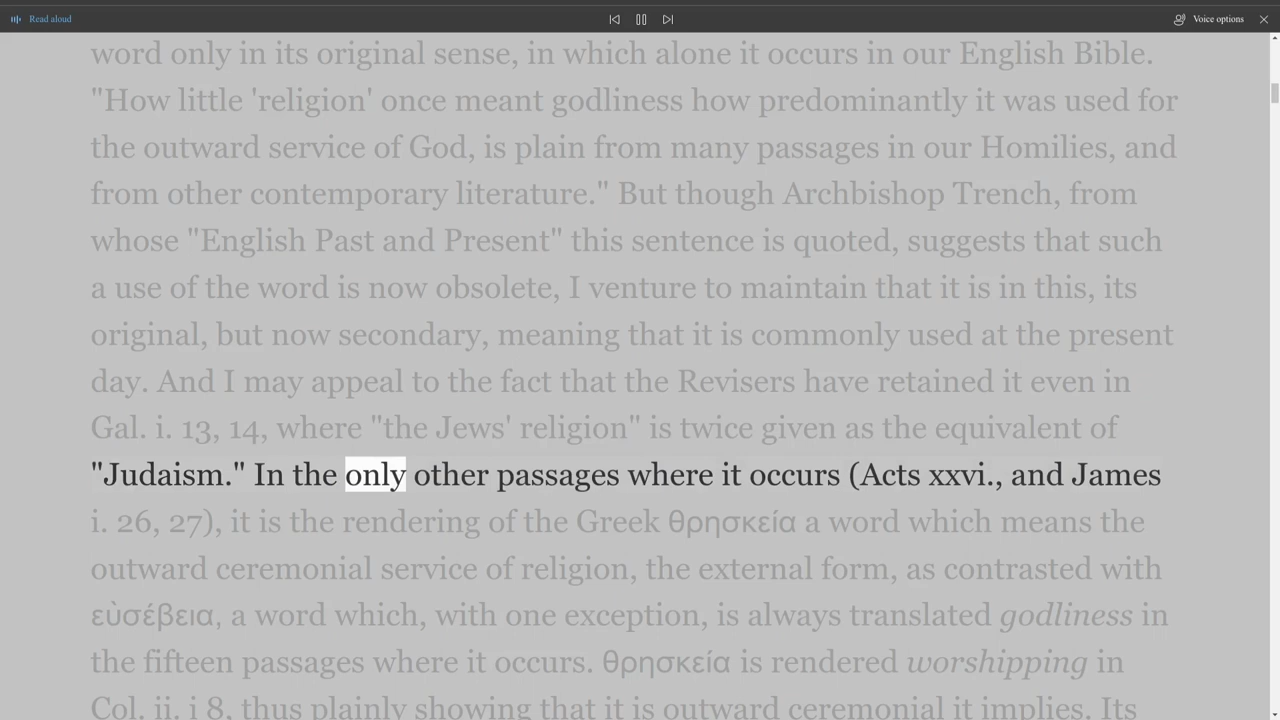 Read aloud
Voice options
word only in its original sense, in which alone it occurs in our English Bible.
"How little 'religion' once meant godliness how predominantly it was used for
the outward service of God, is plain from many passages in our Homilies, and
from other contemporary literature." But though Archbishop Trench, from
whose "English Past and Present" this sentence is quoted, suggests that such
a use of the word is now obsolete, I venture to maintain that it is in this, its
original, but now secondary, meaning that it is commonly used at the present
day. And I may appeal to the fact that the Revisers have retained it even in
Gal. i. 13, 14, where "the Jews' religion" is twice given as the equivalent of
"Judaism." In the only other passages where it occurs (Acts xxvi., and James
i. 26, 27), it is the rendering of the Greek θρησκεία a word which means the
outward ceremonial service of religion, the external form, as contrasted with
εὐσέβεια, a word which, with one exception, is always translated godliness in
the fifteen passages where it occurs. θρησκεία is rendered worshipping in
Col. ii. i 8, thus plainly showing that it is outward ceremonial it implies. Its